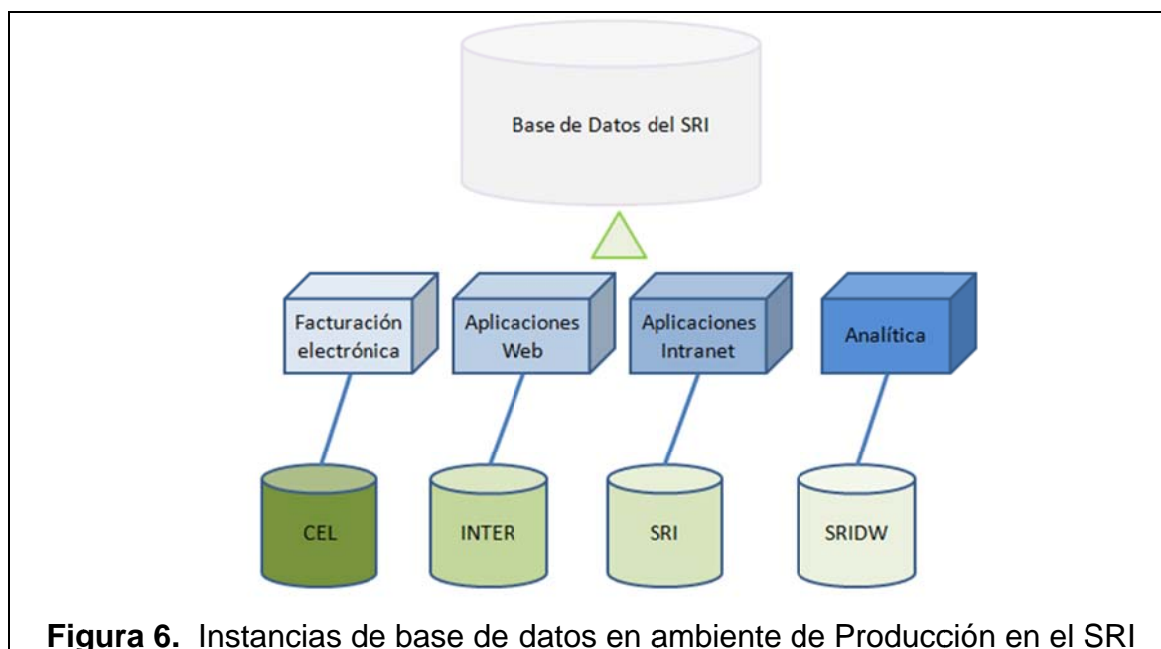 Base de Datos del SRI
Facturación
electrónica
Aplicaciones
Web
Aplicaciones
Intranet
Analítica
CEL
INTER
SRI
SRIDW
Figura 6. Instancias de base de datos en ambiente de Producción en el SRI